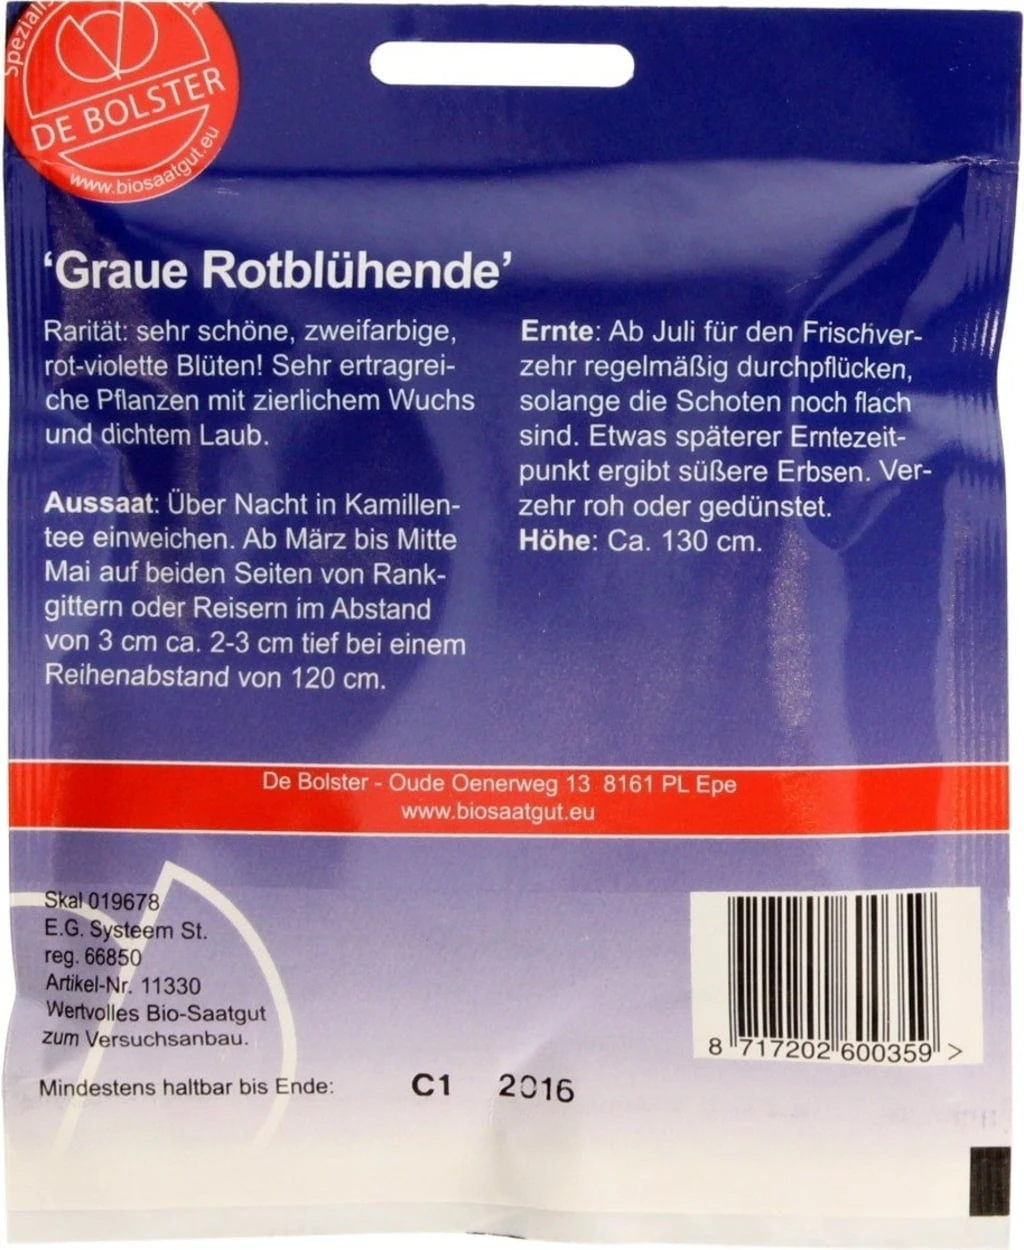 DE BOLSTER
www.biosaatgut.eu
‘Graue Rotblühende’
Rarität: sehr schöne, zweifarbige,
rot-violette Blüten! Sehr ertragrei-
che Pflanzen mit zierlichem Wuchs
und dichtem Laub.
Aussaat: Über Nacht in Kamillen-
tee einweichen. Ab März bis Mitte
Mai auf beiden Seiten von Rank-
gittern oder Reisern im Abstand
von 3 cm ca. 2-3 cm tief bei einem
Reihenabstand von 120 cm.
Ernte: Ab Juli für den Frischver-
zehr regelmäßig durchpflücken,
solange die Schoten noch flach
sind. Etwas späterer Erntezeit-
punkt ergibt süßere Erbsen. Ver-
zehr roh oder gedünstet.
Höhe: Ca. 130 cm.
De Bolster - Oude Oenerweg 13 8161 PL Epe
www.biosaatgut.eu
Skal 019678
E.G. Systeem St.
reg. 66850
Artikel-Nr. 11330
Wertvolles Bio-Saatgut
zum Versuchsanbau.
8 717202 600359 >
Mindestens haltbar bis Ende: C1 2016